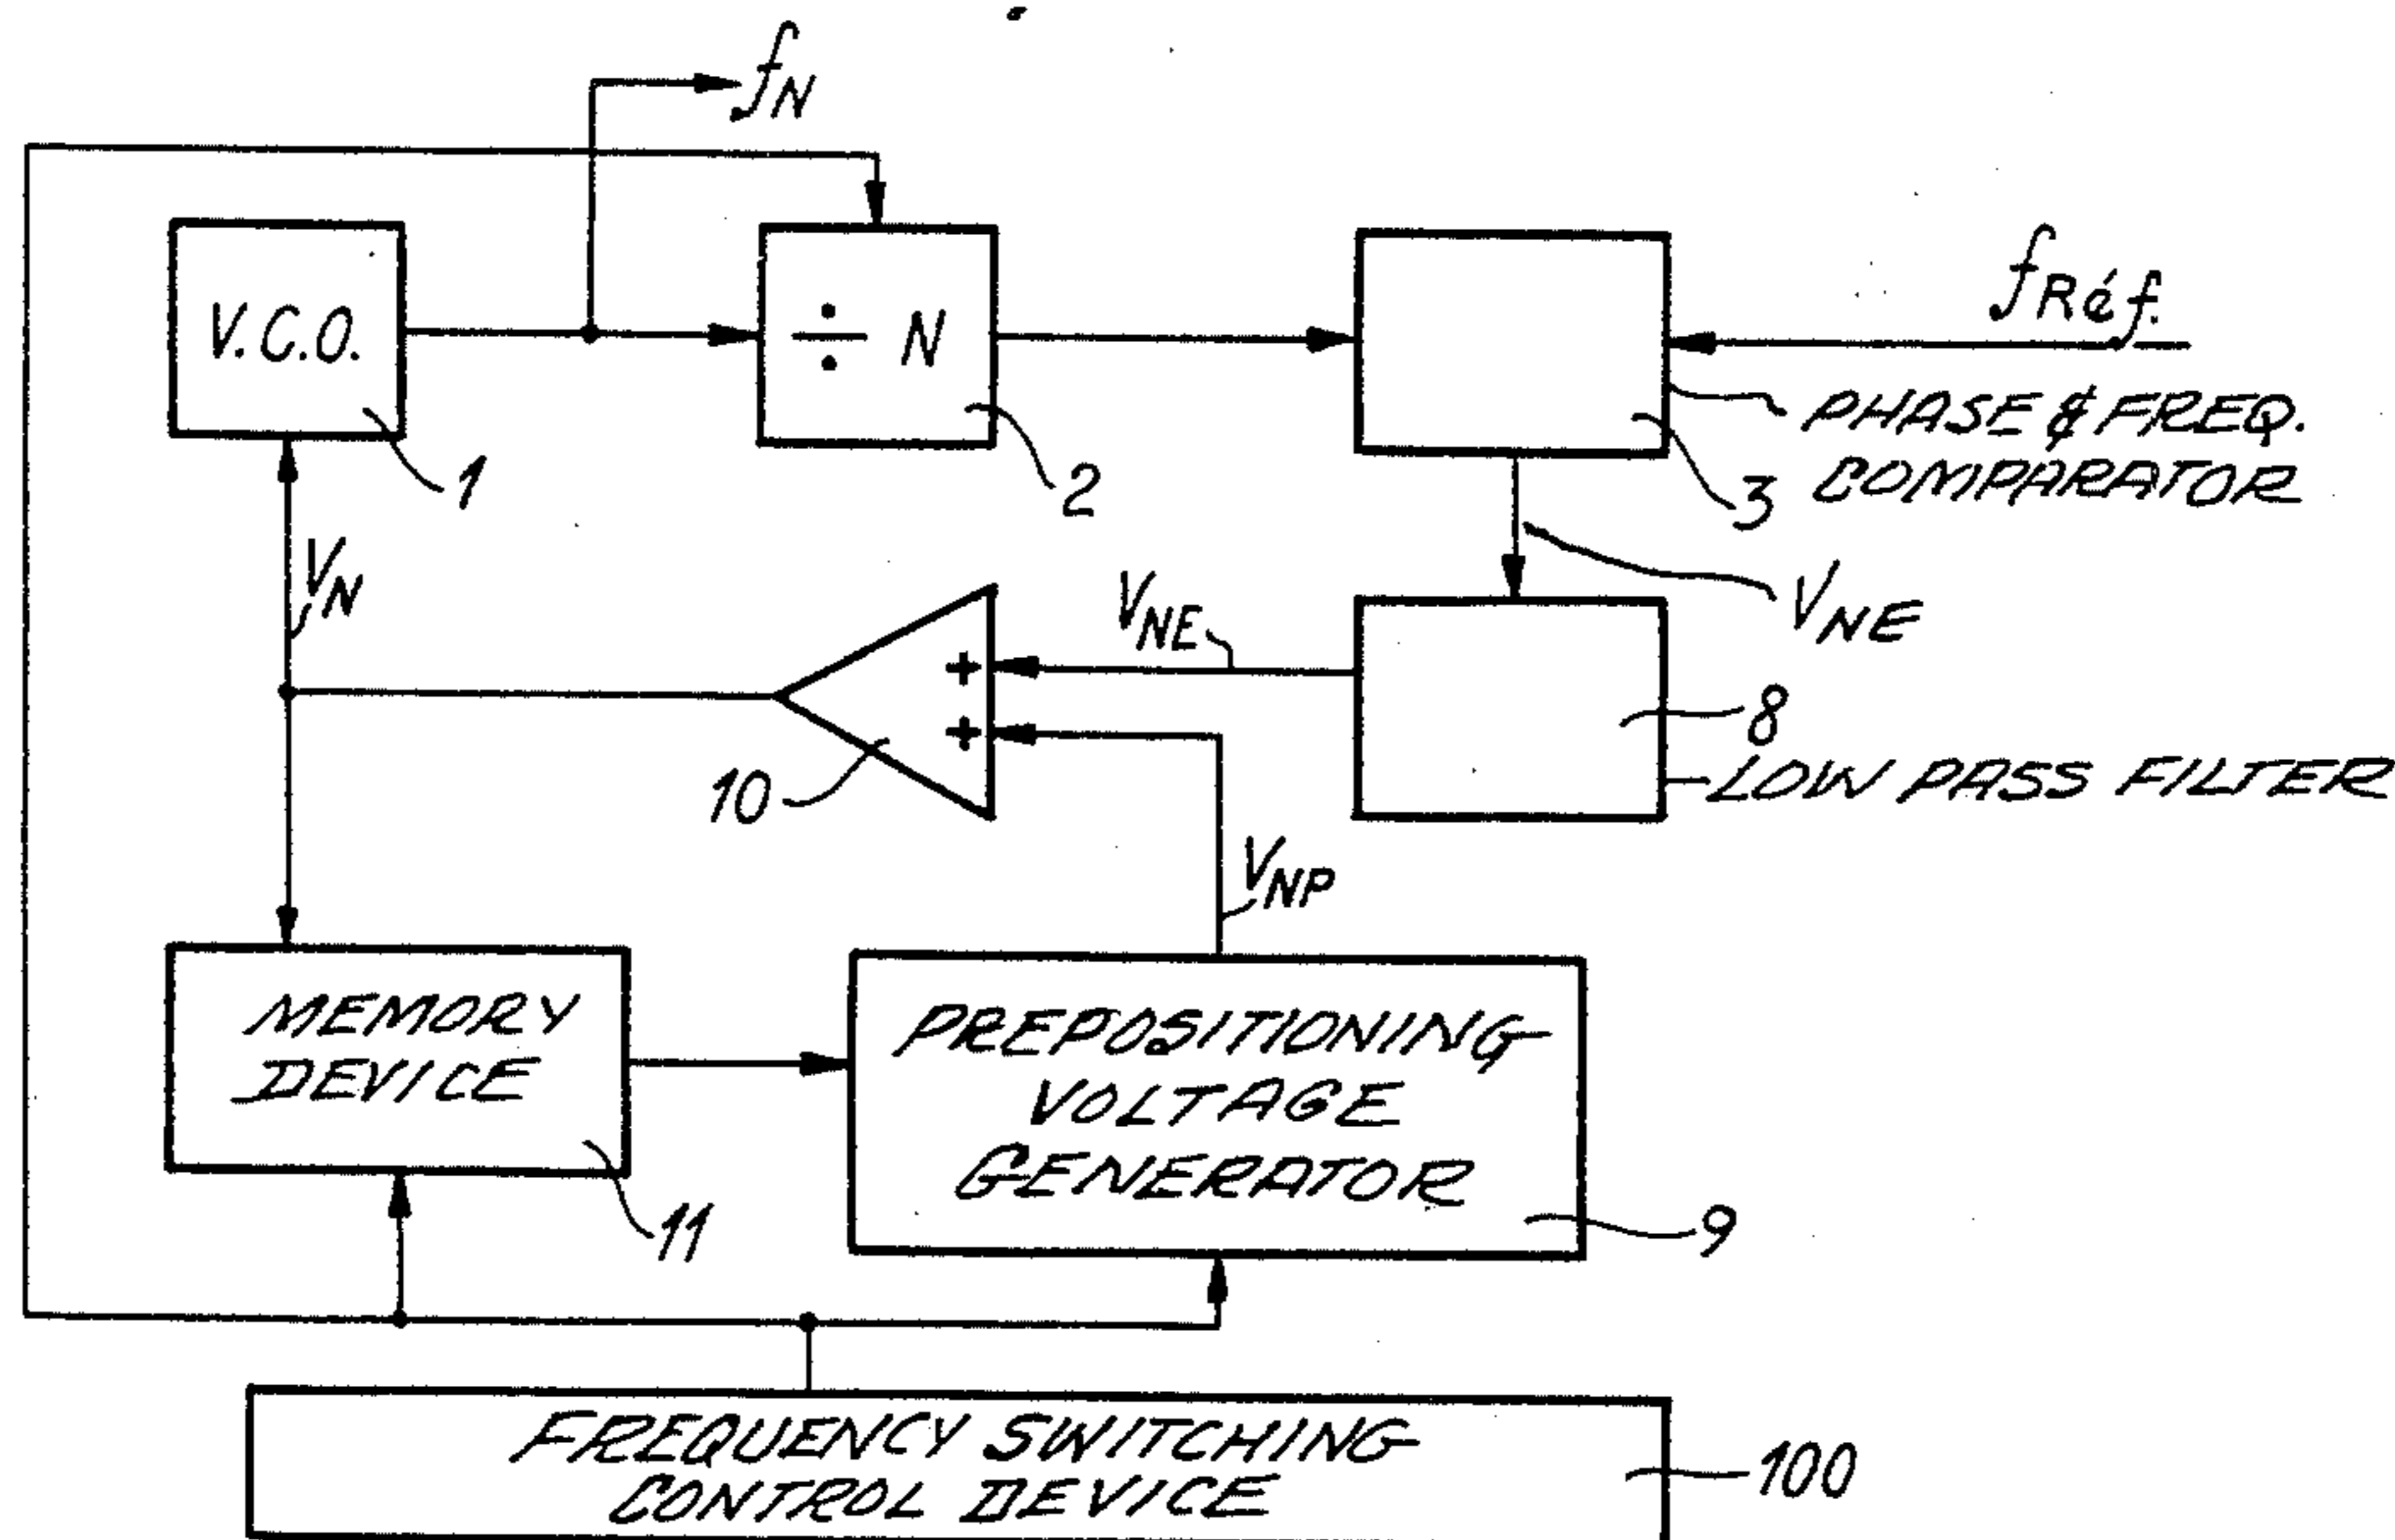 fN
V.C.O.
÷ N
fRéf.
PHASE & FREQ.
COMPARATOR
1
2
3
VN
VNE
VNE
+
+
10
8
LOW PASS FILTER
VNP
MEMORY
DEVICE
11
PREPOSITIONING
VOLTAGE
GENERATOR
9
FREQUENCY SWITCHING
CONTROL DEVICE
100